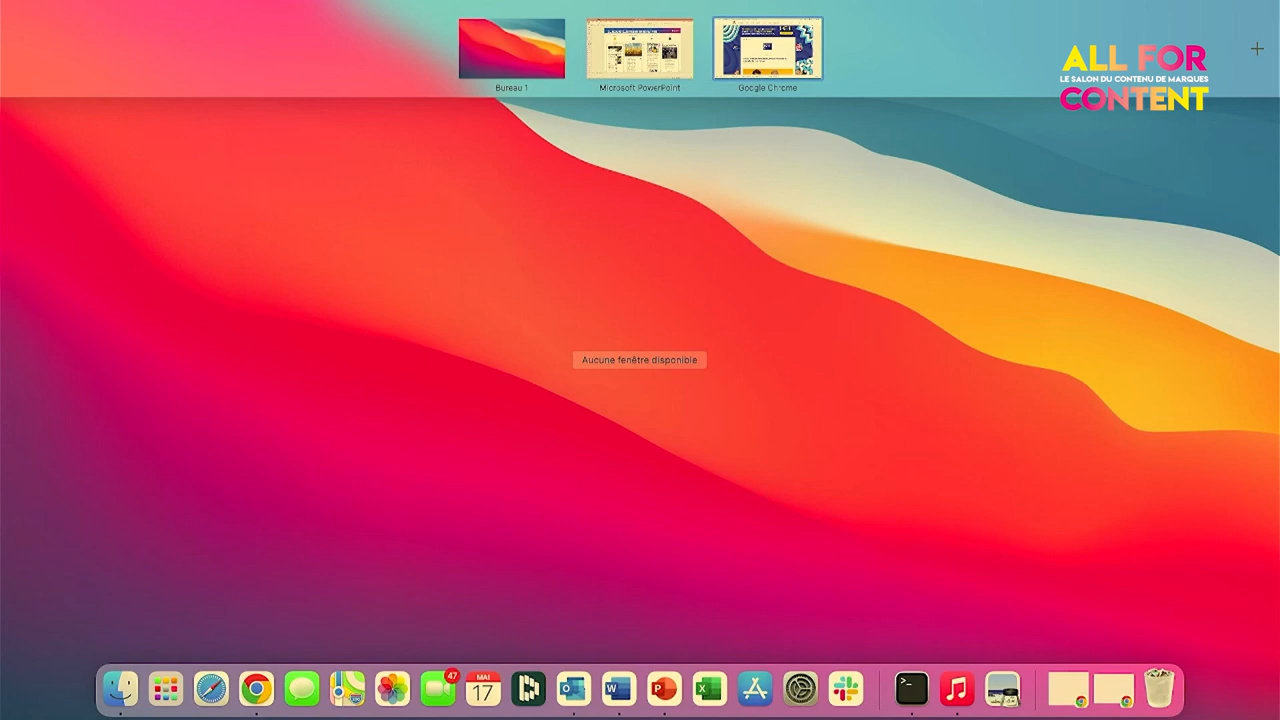 Bureau 1
Microsoft PowerPoint
Google Chrome
ALL FOR
LE SALON DU CONTENU DE MARQUES
CONTENT
Aucune fenêtre disponible
47
MAI
17